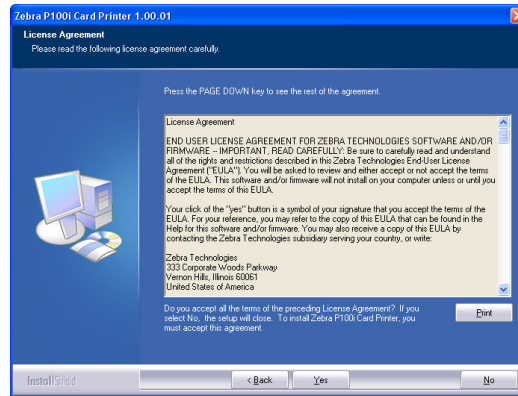 Zebra P100i Card Printer 1.00.01
License Agreement
Please read the following license agreement carefully.
Press the PAGE DOWN key to see the rest of the agreement.
License Agreement
END USER LICENSE AGREEMENT FOR ZEBRA TECHNOLOGIES SOFTWARE AND/OR
FIRMWARE -- IMPORTANT, READ CAREFULLY: Be sure to carefully read and understand
all of the rights and restrictions described in this Zebra Technologies End-User License
Agreement ("EULA"). You will be asked to review and either accept or not accept the terms
of the EULA. This software and/or firmware will not install on your computer unless or until you
accept the terms of this EULA.
Your click of the "yes" button is a symbol of your signature that you accept the terms of the
EULA. For your reference, you may refer to the copy of this EULA that can be found in the
Help for this software and/or firmware. You may also receive a copy of this EULA by
contacting the Zebra Technologies subsidiary serving your country, or write:
Zebra Technologies
333 Corporate Woods Parkway
Vernon Hills, Illinois 60061
United States of America
Do you accept all the terms of the preceding License Agreement? If you
select No, the setup will close. To install Zebra P100i Card Printer, you
must accept this agreement.
Print
InstallShield
< Back
Yes
No